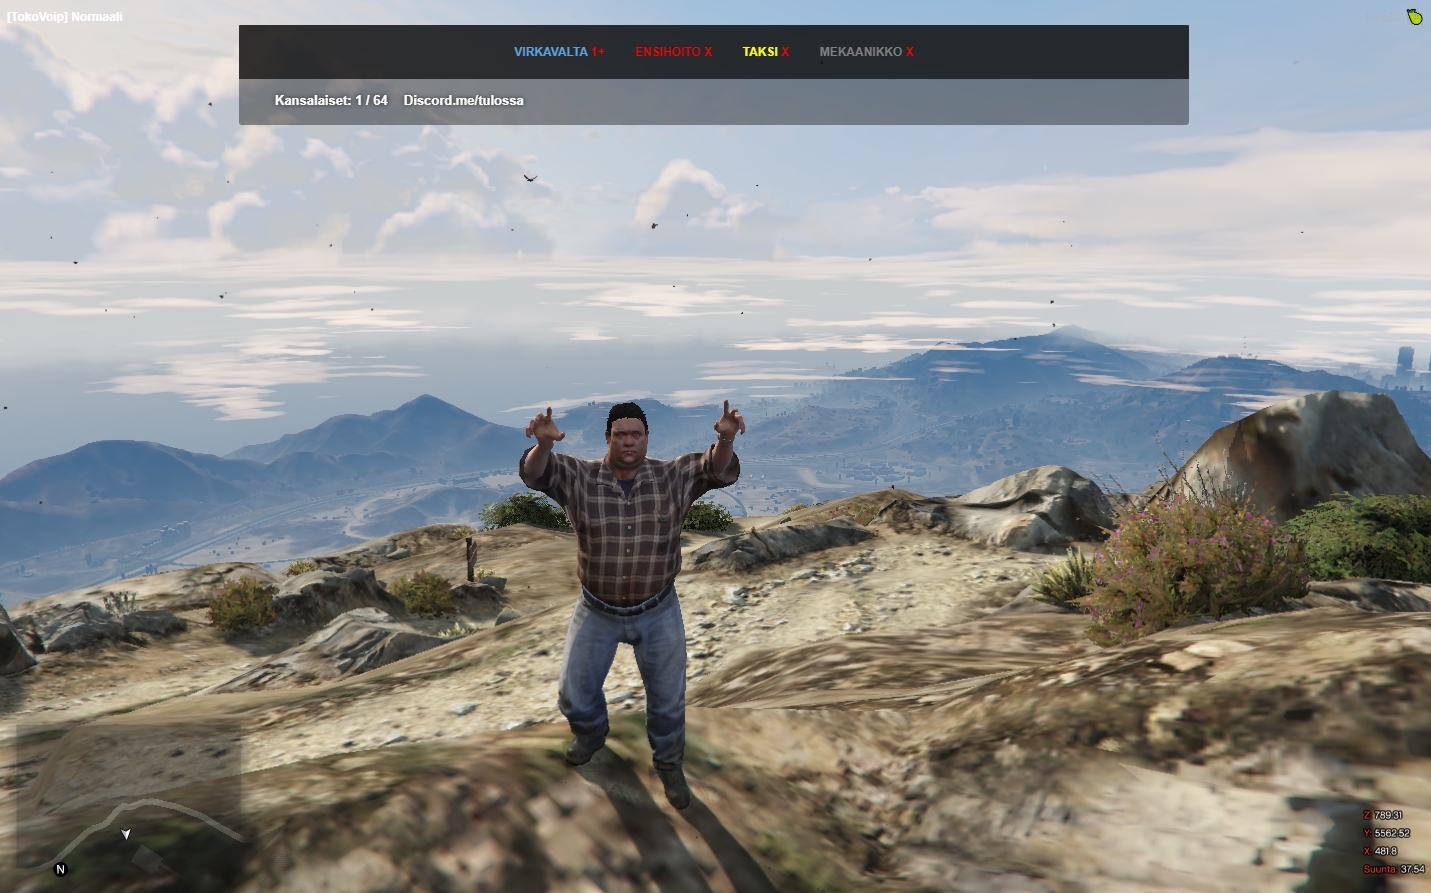 [TokoVoip] Normaali
VIRKAVALTA 1+ ENSIHOITO X TAKSI X MEKAANIKKO X
Kansalaiset: 1 / 64 Discord.me/tulossa
Z: 789.31
Y: 5562.52
X: 481.8
Suunta: 37.54
N